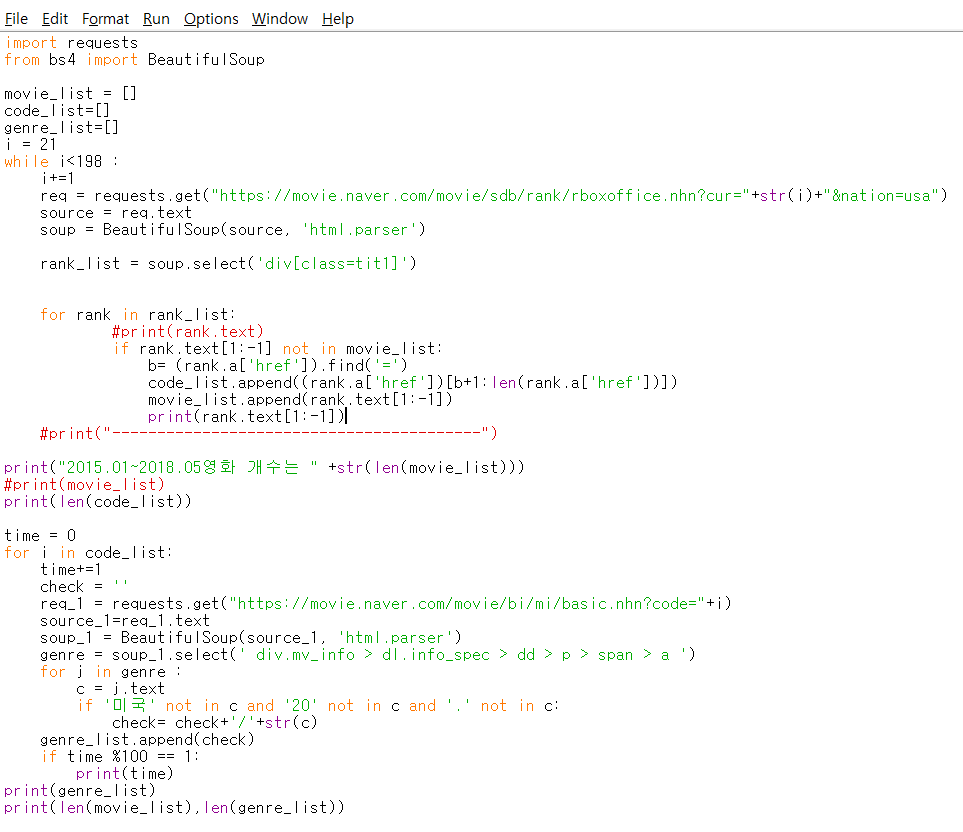 File Edit Format Run Options Window Help
import requests
from bs4 import BeautifulSoup
movie_list = []
code_list=[]
genre_list=[]
i = 21
while i<198 :
    i+=1
    req = requests.get("https://movie.naver.com/movie/sdb/rank/rboxoffice.nhn?cur="+str(i)+"&nation=usa")
    source = req.text
    soup = BeautifulSoup(source, 'html.parser')
    rank_list = soup.select('div[class=tit1]')
    for rank in rank_list:
            #print(rank.text)
            if rank.text[1:-1] not in movie_list:
                b= (rank.a['href']).find('=')
                code_list.append((rank.a['href'])[b+1:len(rank.a['href'])])
                movie_list.append(rank.text[1:-1])
                print(rank.text[1:-1])
    #print("-----------------------------------------")
print("2015.01~2018.05영화 개수는 " +str(len(movie_list)))
#print(movie_list)
print(len(code_list))
time = 0
for i in code_list:
    time+=1
    check = ''
    req_1 = requests.get("https://movie.naver.com/movie/bi/mi/basic.nhn?code="+i)
    source_1=req_1.text
    soup_1 = BeautifulSoup(source_1, 'html.parser')
    genre = soup_1.select(' div.mv_info > dl.info_spec > dd > p > span > a ')
    for j in genre :
        c = j.text
        if '미국' not in c and '20' not in c and '.' not in c:
            check= check+'/'+str(c)
    genre_list.append(check)
    if time %100 == 1:
        print(time)
print(genre_list)
print(len(movie_list),len(genre_list))